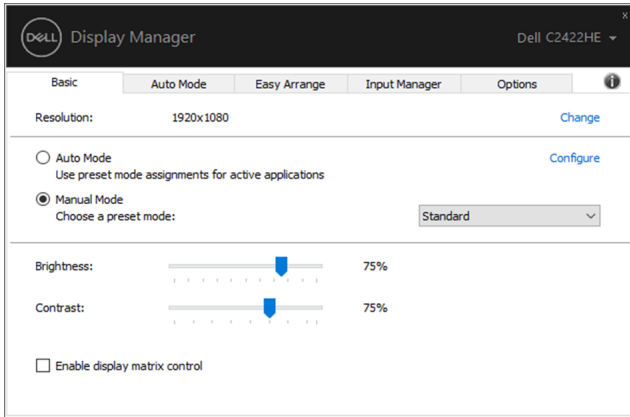 x
DELL Display Manager Dell C2422HE
Basic Auto Mode Easy Arrange Input Manager Options i
Resolution: 1920x1080 Change
Auto Mode Configure
Use preset mode assignments for active applications
Manual Mode
Choose a preset mode: Standard
Brightness: 75%
Contrast: 75%
Enable display matrix control